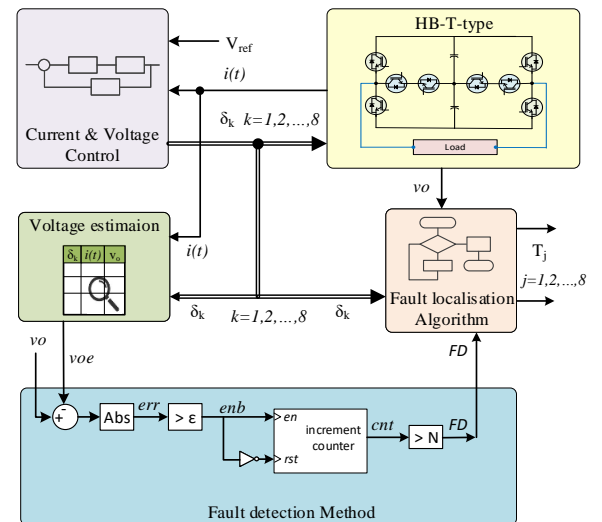 HB-T-type
V_ref
i(t)
δ_k k=1,2,...,8
Current & Voltage
Control
Load
vo
Voltage estimaion
δ_k i(t) v_o
i(t)
δ_k k=1,2,...,8 δ_k
Fault localisation
Algorithm
T_j
j=1,2,...,8
vo
voe
FD
+
-
Abs
err
> ε
enb
> en
increment
counter
> rst
cnt
> N
FD
Fault detection Method